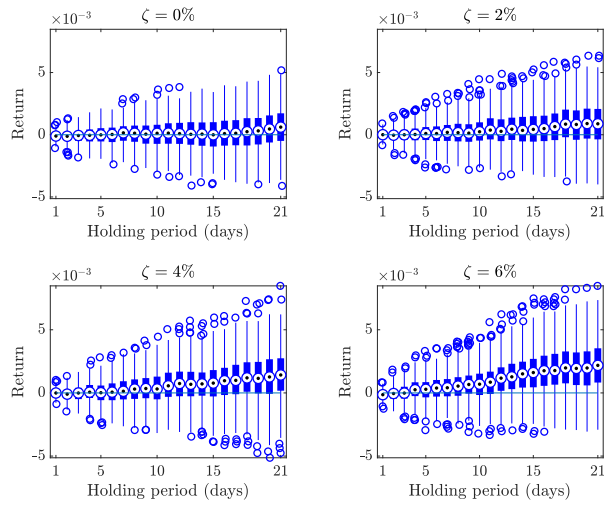 ×10⁻³ ζ = 0%
5
0
−5
Return
1 5 10 15 21
Holding period (days)
×10⁻³ ζ = 2%
5
0
−5
Return
1 5 10 15 21
Holding period (days)
×10⁻³ ζ = 4%
5
0
−5
Return
1 5 10 15 21
Holding period (days)
×10⁻³ ζ = 6%
5
0
−5
Return
1 5 10 15 21
Holding period (days)